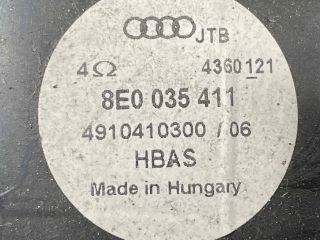 JTB
4Ω 4360121
8E0 035 411
4910410300 / 06
HBAS
Made in Hungary